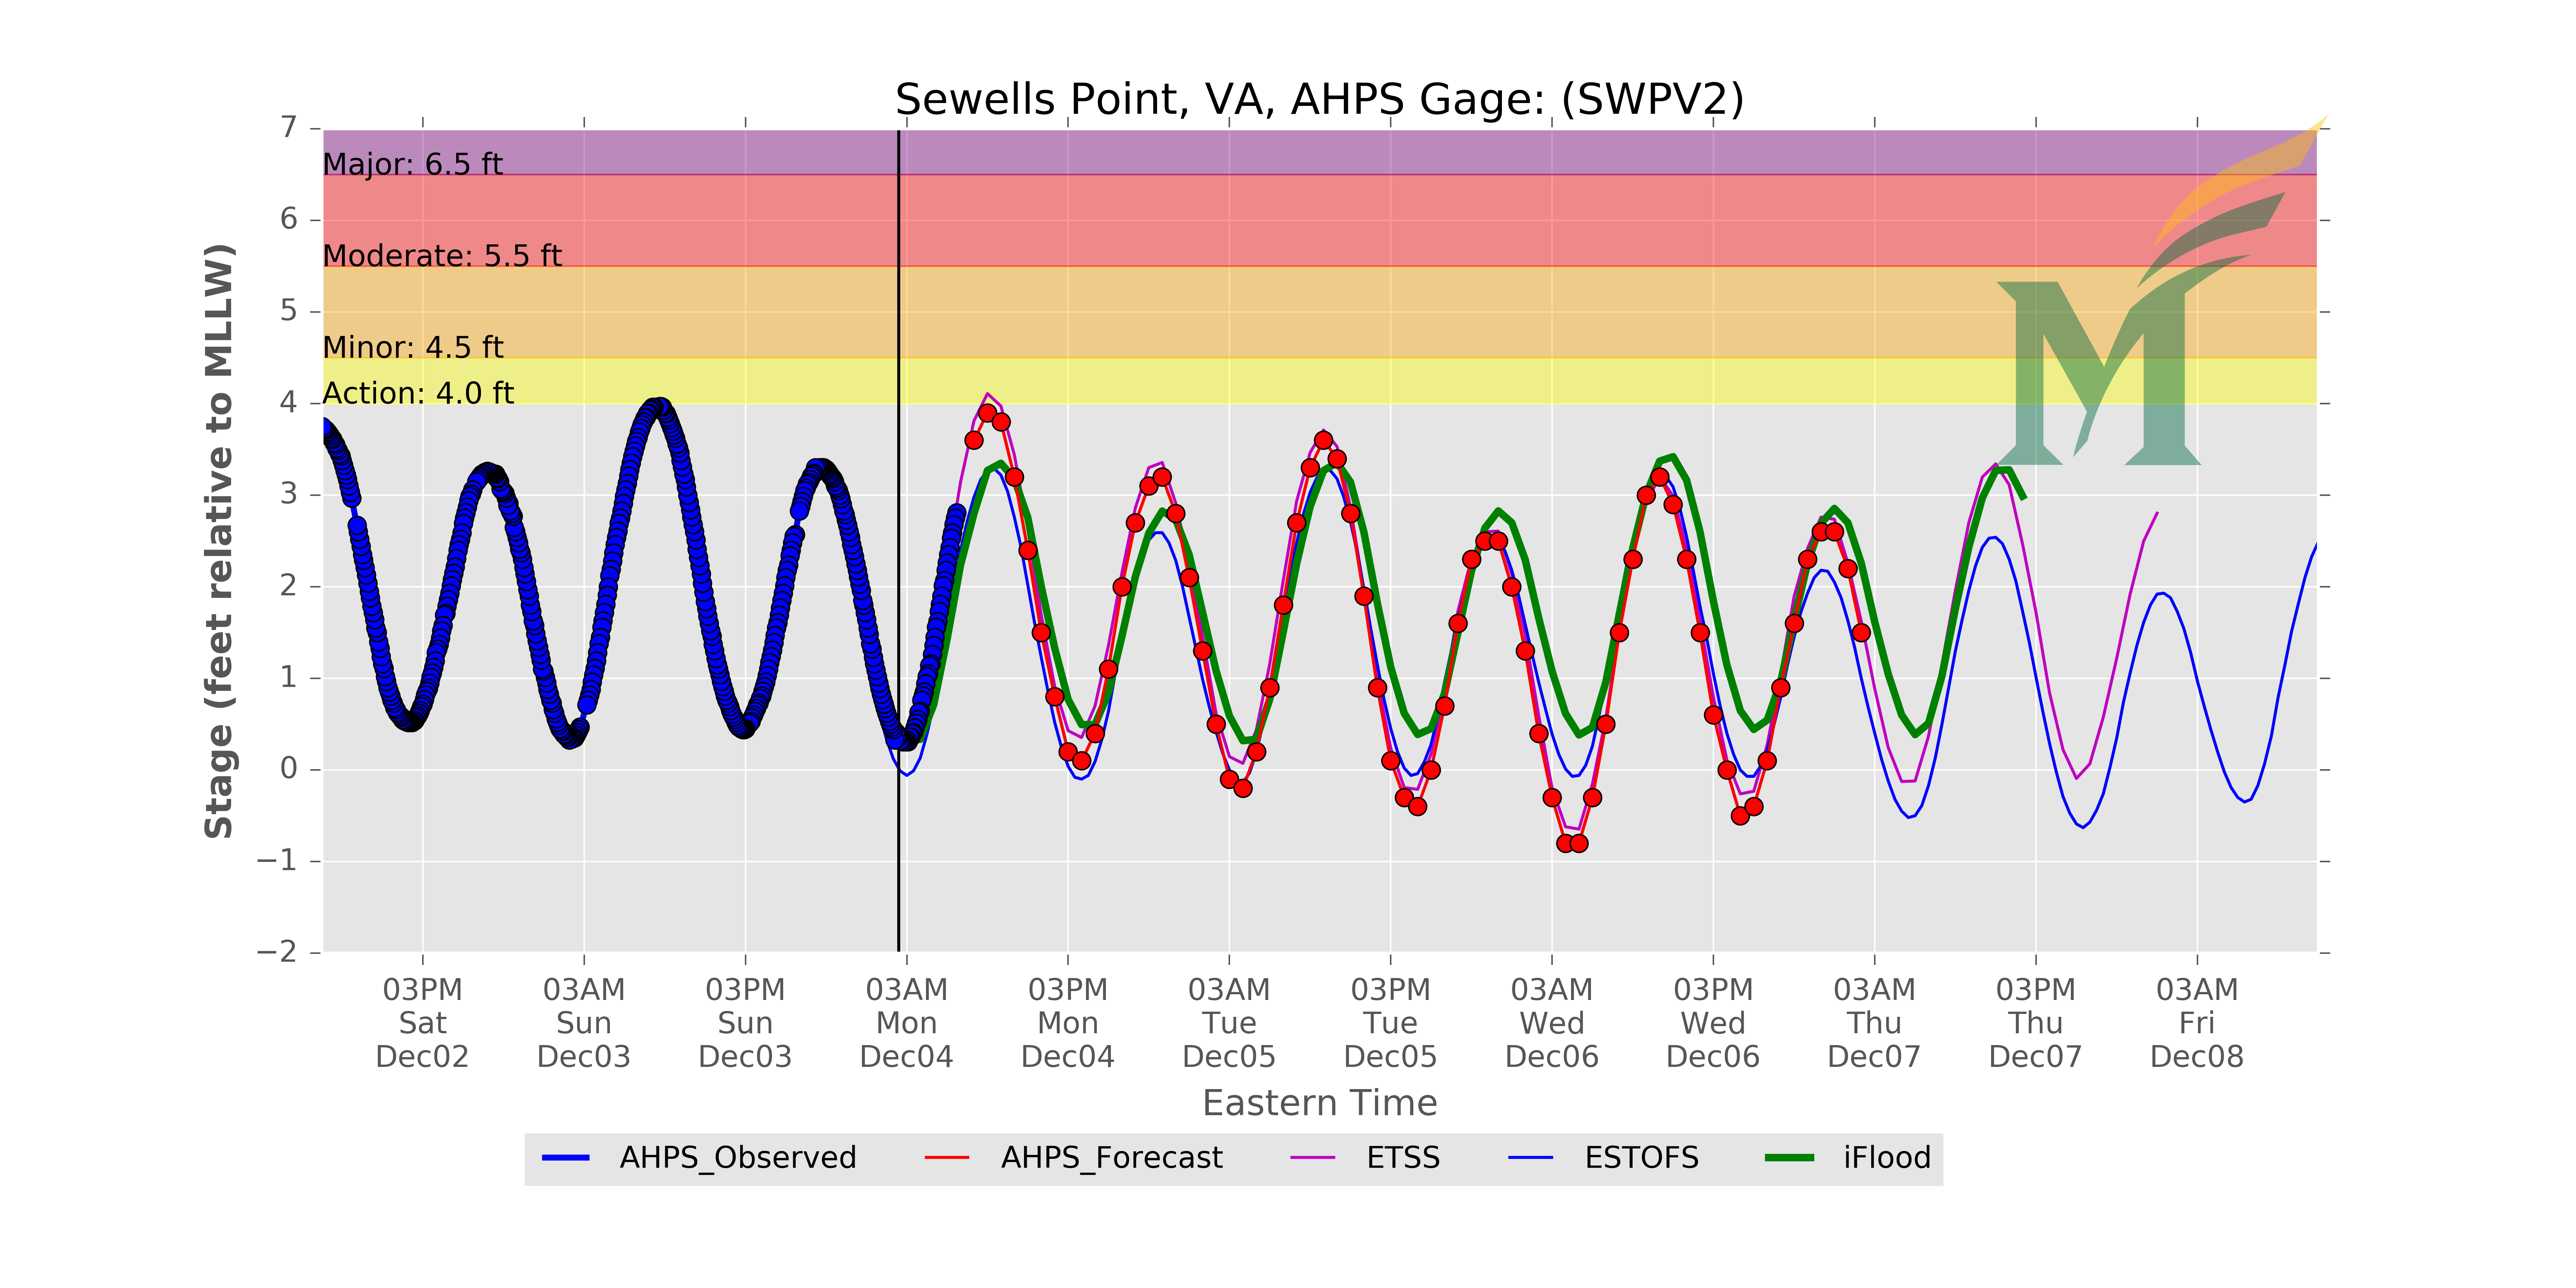 Sewells Point, VA, AHPS Gage: (SWPV2)
7
6
5
4
3
2
1
0
−1
−2
Stage (feet relative to MLLW)
Major: 6.5 ft
Moderate: 5.5 ft
Minor: 4.5 ft
Action: 4.0 ft
M
03PM
Sat
Dec02
03AM
Sun
Dec03
03PM
Sun
Dec03
03AM
Mon
Dec04
03PM
Mon
Dec04
03AM
Tue
Dec05
03PM
Tue
Dec05
03AM
Wed
Dec06
03PM
Wed
Dec06
03AM
Thu
Dec07
03PM
Thu
Dec07
03AM
Fri
Dec08
Eastern Time
AHPS_Observed
AHPS_Forecast
ETSS
ESTOFS
iFlood